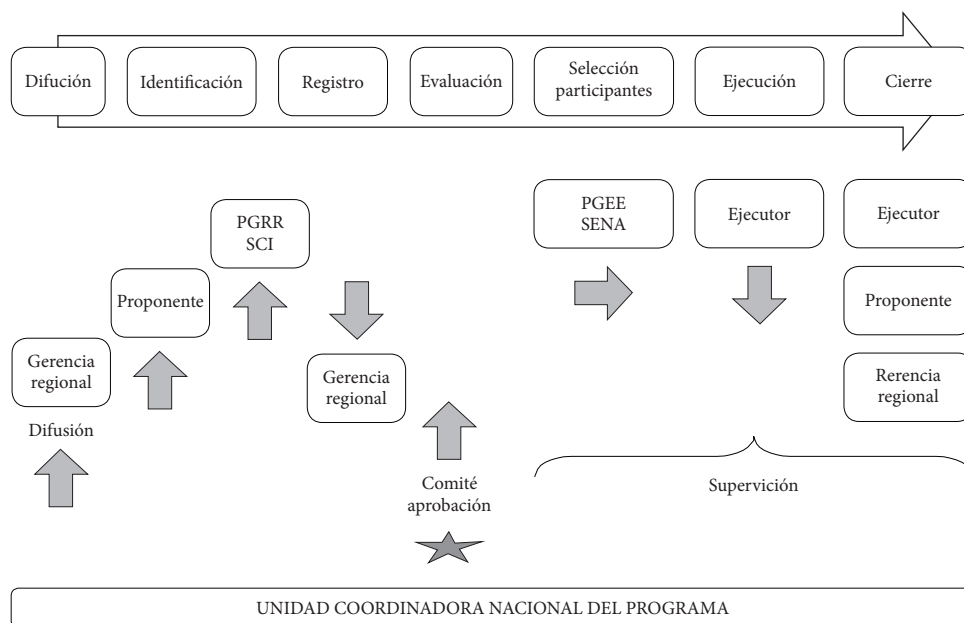 Difución
Identificación
Registro
Evaluación
Selección
participantes
Ejecución
Cierre
PGRR
SCI
PGEE
SENA
Ejecutor
Ejecutor
Proponente
Proponente
Gerencia
regional
Gerencia
regional
Rerencia
regional
Difusión
Comité
aprobación
Supervición
UNIDAD COORDINADORA NACIONAL DEL PROGRAMA